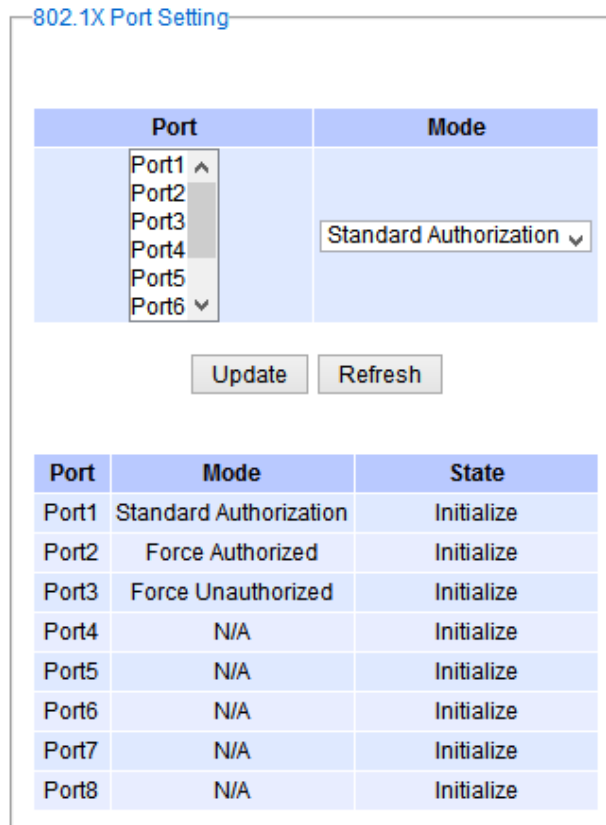 802.1X Port Setting
Port Mode
Port1
Port2
Port3
Port4
Port5
Port6
Standard Authorization
Update Refresh
Port Mode State
Port1 Standard Authorization Initialize
Port2 Force Authorized Initialize
Port3 Force Unauthorized Initialize
Port4 N/A Initialize
Port5 N/A Initialize
Port6 N/A Initialize
Port7 N/A Initialize
Port8 N/A Initialize